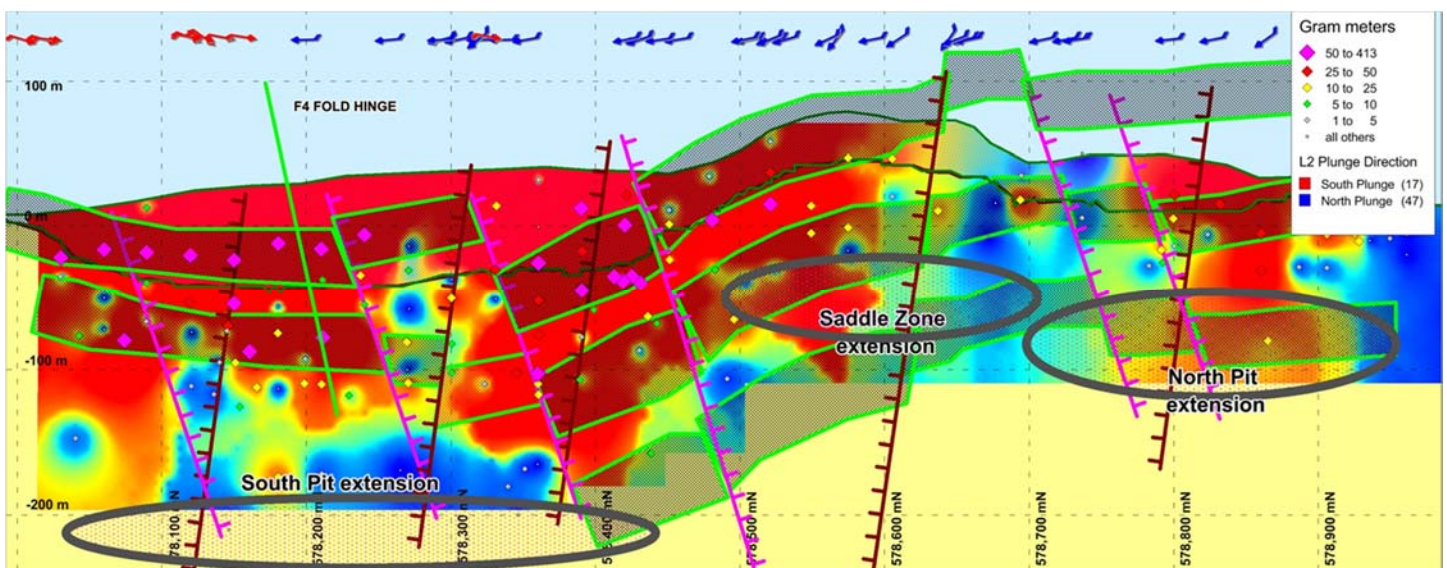 Gram meters
50 to 413
25 to 50
10 to 25
5 to 10
1 to 5
all others
L2 Plunge Direction
South Plunge (17)
North Plunge (47)
100 m
F4 FOLD HINGE
0 m
-100 m
Saddle Zone
extension
North Pit
extension
South Pit extension
-200 m
578,100 mN
578,200 mN
578,300 mN
578,400 mN
578,500 mN
578,600 mN
578,700 mN
578,800 mN
578,900 mN